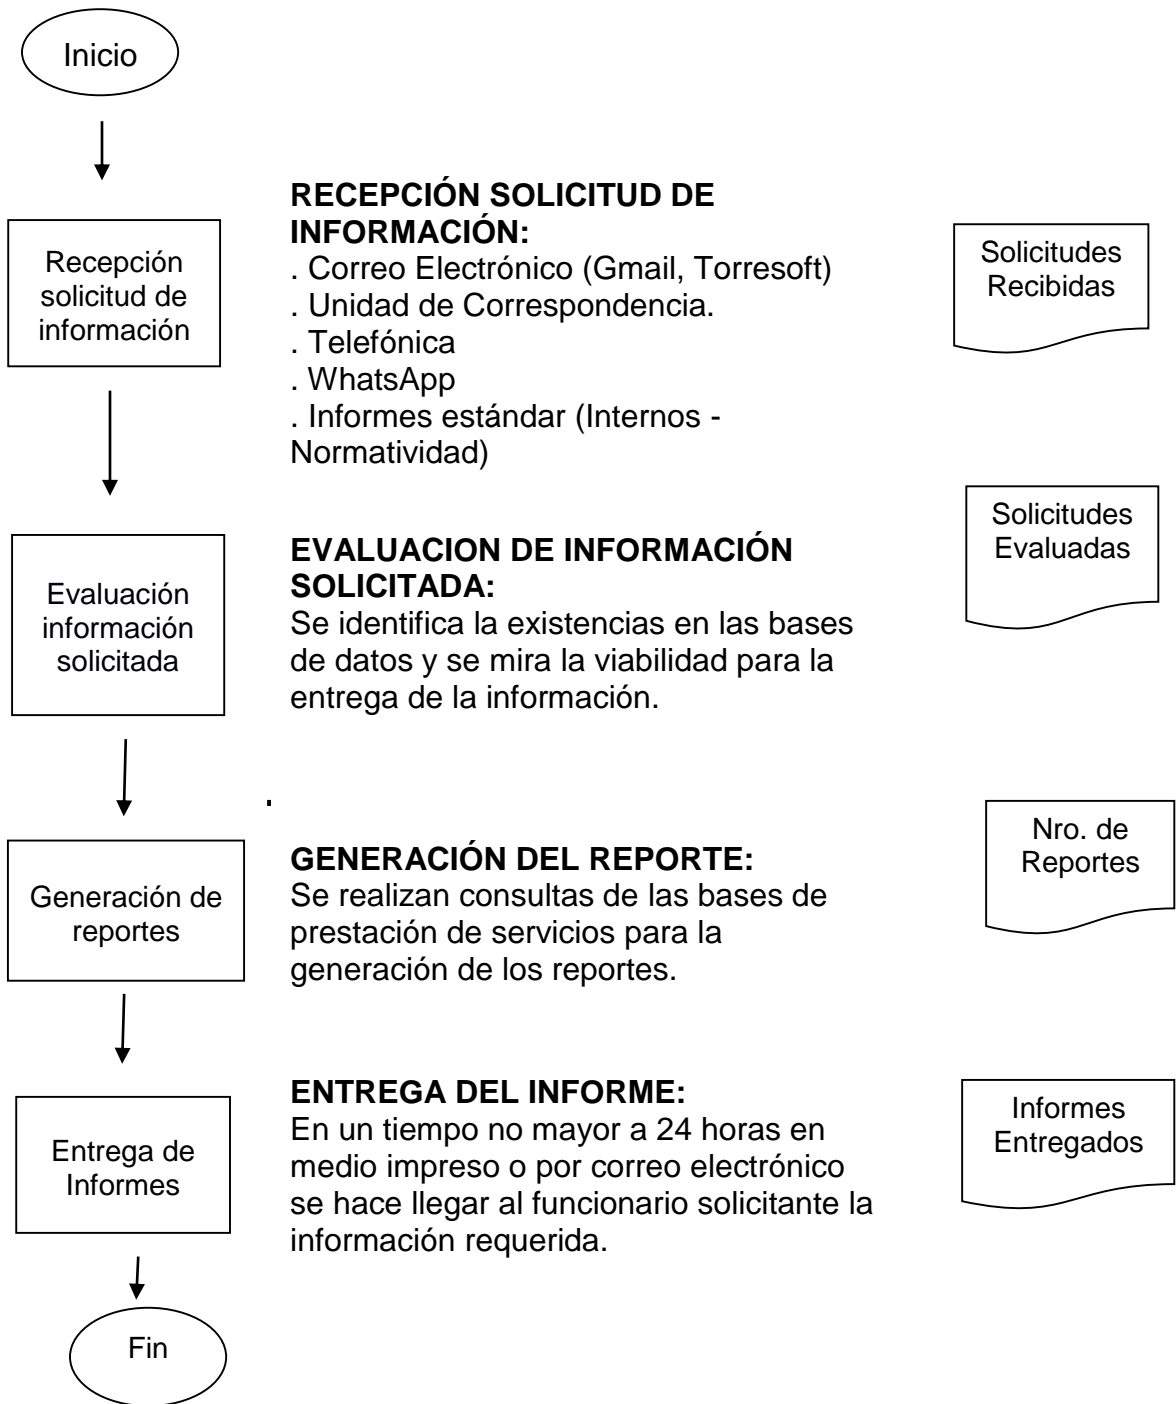 Inicio
Recepción
solicitud de
información
RECEPCIÓN SOLICITUD DE
INFORMACIÓN:
. Correo Electrónico (Gmail, Torresoft)
. Unidad de Correspondencia.
. Telefónica
. WhatsApp
. Informes estándar (Internos -
Normatividad)
Solicitudes
Recibidas
Evaluación
información
solicitada
EVALUACION DE INFORMACIÓN
SOLICITADA:
Se identifica la existencias en las bases
de datos y se mira la viabilidad para la
entrega de la información.
Solicitudes
Evaluadas
.
Generación de
reportes
GENERACIÓN DEL REPORTE:
Se realizan consultas de las bases de
prestación de servicios para la
generación de los reportes.
Nro. de
Reportes
Entrega de
Informes
ENTREGA DEL INFORME:
En un tiempo no mayor a 24 horas en
medio impreso o por correo electrónico
se hace llegar al funcionario solicitante la
información requerida.
Informes
Entregados
Fin